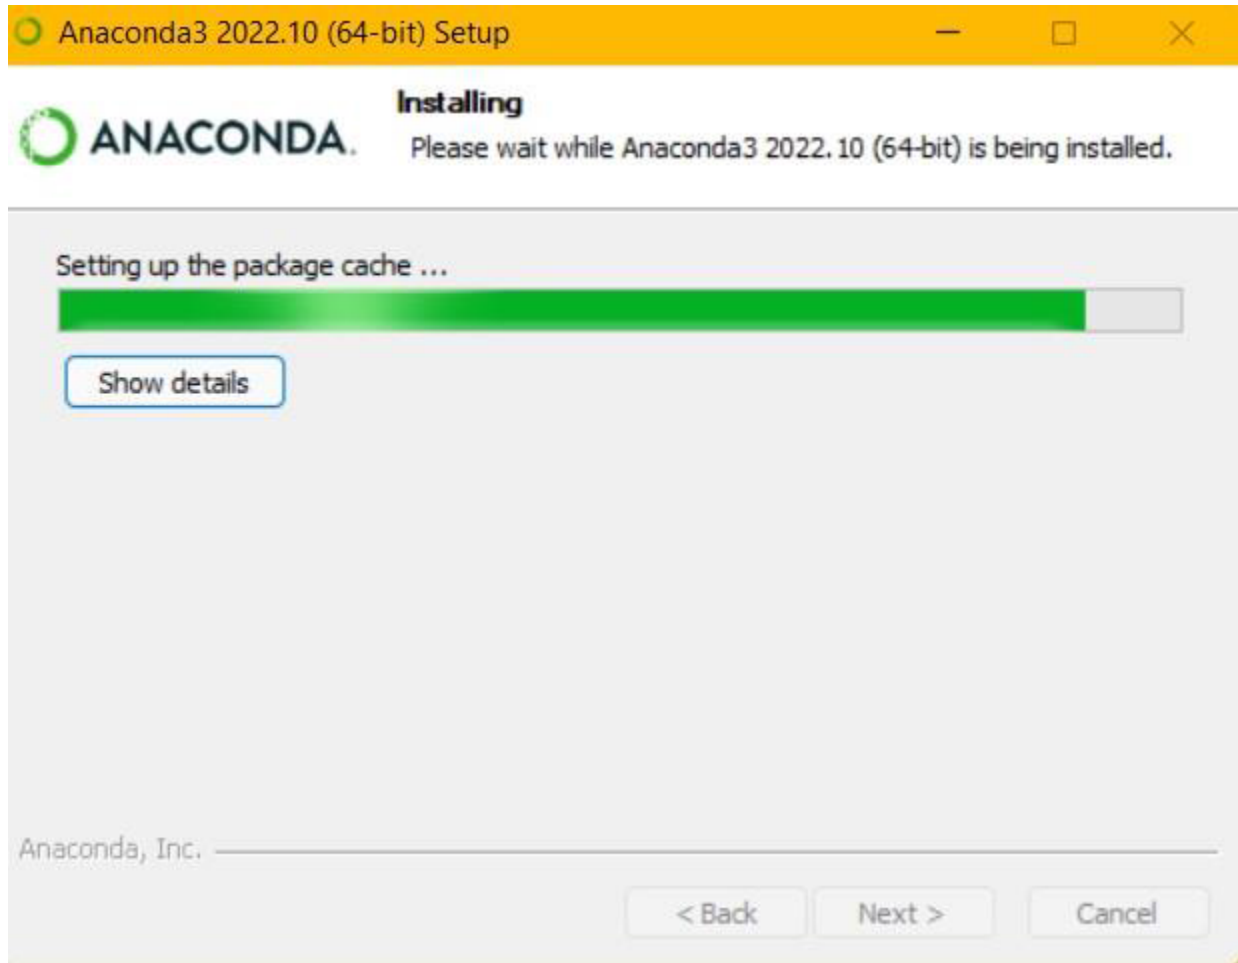 Anaconda3 2022.10 (64-bit) Setup
ANACONDA.
Installing
Please wait while Anaconda3 2022.10 (64-bit) is being installed.
Setting up the package cache ...
Show details
Anaconda, Inc.
< Back
Next >
Cancel